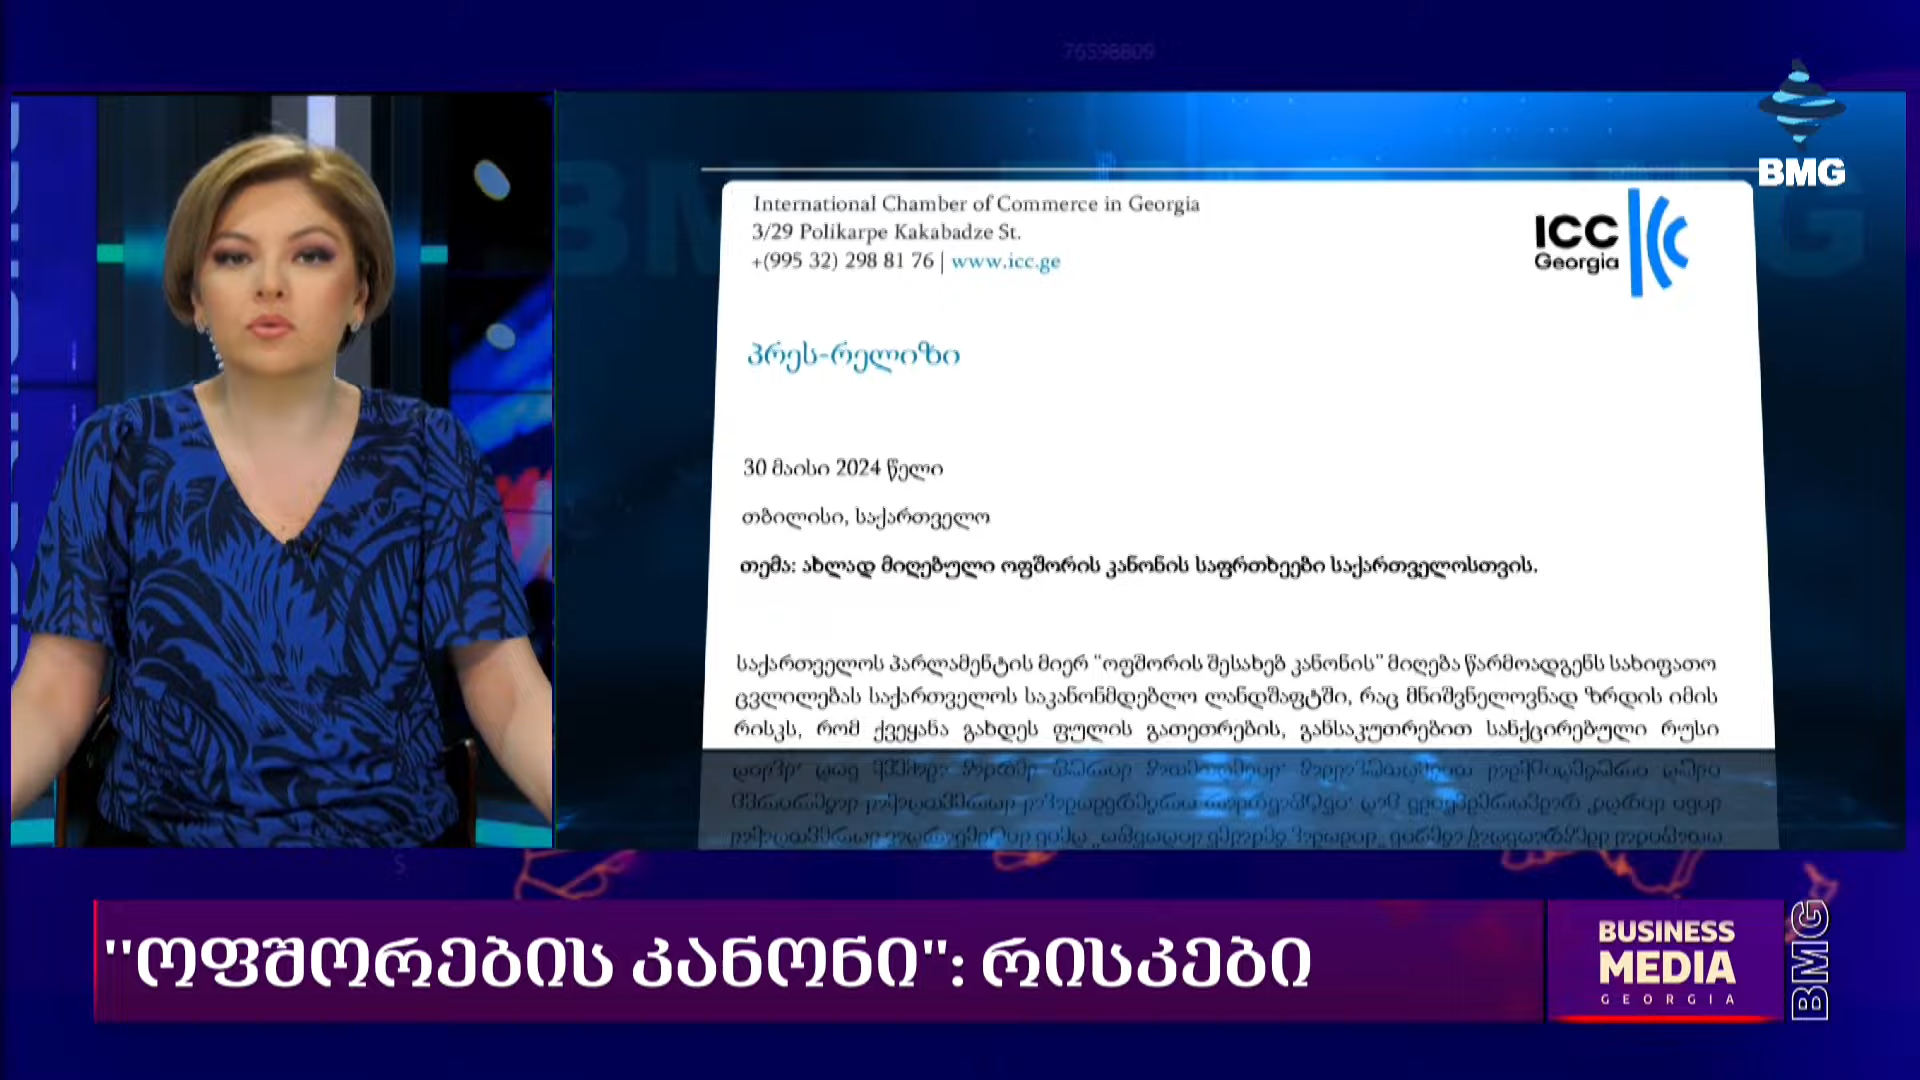 76598809
BMG
International Chamber of Commerce in Georgia
3/29 Polikarpe Kakabadze St.
+(995 32) 298 81 76 | www.icc.ge
ICC
Georgia
პრეს-რელიზი
30 მაისი 2024 წელი
თბილისი, საქართველო
თემა: ახლად მიღებული ოფშორის კანონის საფრთხეები საქართველოსთვის.
საქართველოს პარლამენტის მიერ "ოფშორის შესახებ კანონის" მიღება წარმოადგენს სახიფათო
ცვლილებას საქართველოს საკანონმდებლო ლანდშაფტში, რაც მნიშვნელოვნად ზრდის იმის
რისკს, რომ ქვეყანა გახდეს ფულის გათეთრების, განსაკუთრებით სანქცირებული რუსი
"ოფშორების კანონი": რისკები
BUSINESS
MEDIA
GEORGIA
BMG